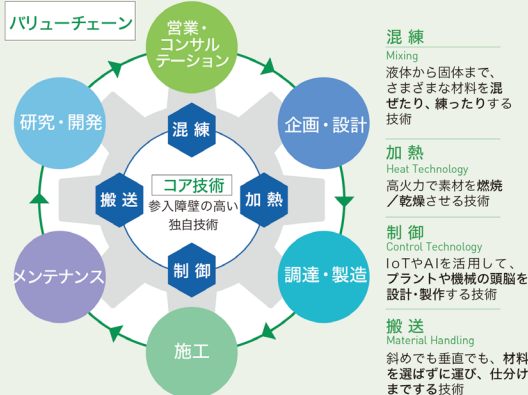 バリューチェーン
営業・
コンサル
テーション
企画・設計
調達・製造
施工
メンテナンス
研究・開発
混練
加熱
制御
搬送
コア技術
参入障壁の高い
独自技術
混練
Mixing
液体から固体まで、
さまざまな材料を混
ぜたり、練ったりする
技術
加熱
Heat Technology
高火力で素材を燃焼
／乾燥させる技術
制御
Control Technology
IoTやAIを活用して、
プラントや機械の頭脳を
設計・製作する技術
搬送
Material Handling
斜めでも垂直でも、材料
を選ばずに運び、仕分け
までする技術